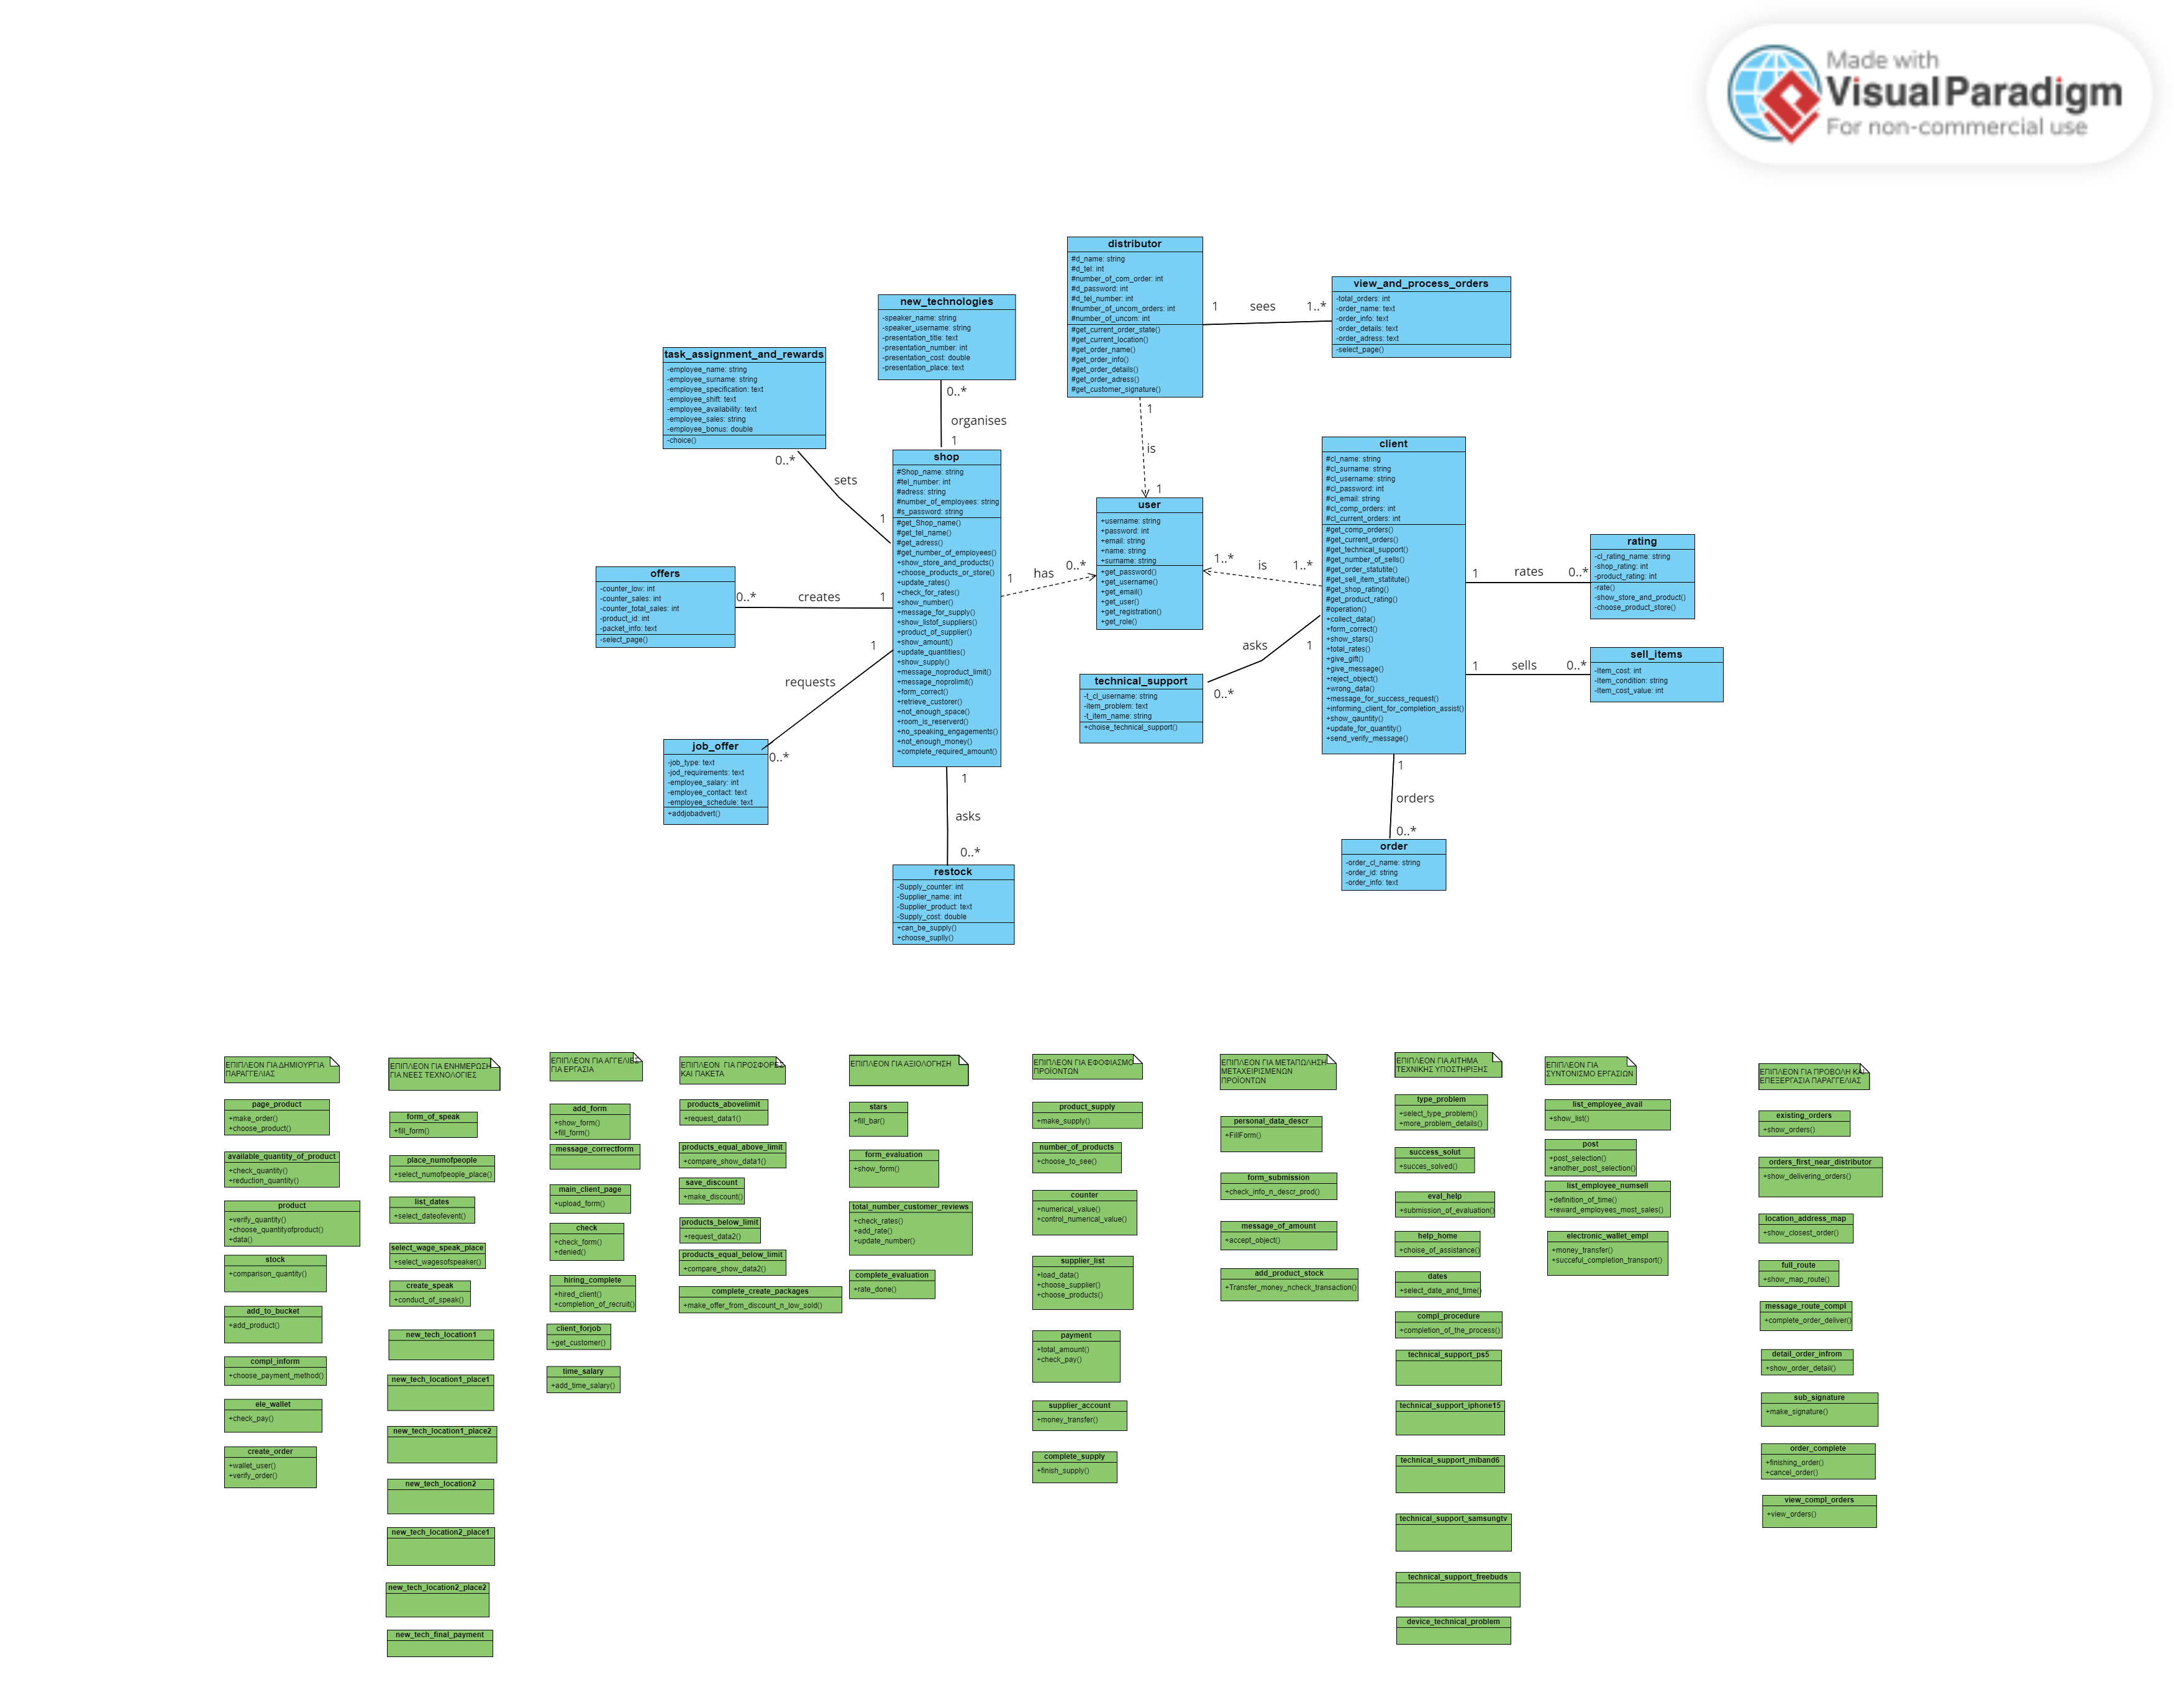 Made with
Visual Paradigm
For non-commercial use
distributor
#d_name: string
#d_tel: int
#number_of_com_order: int
#d_password: int
#d_tel_number: int
#number_of_uncom_orders: int
#number_of_uncom: int
#get_current_order_state()
#get_current_location()
#get_order_name()
#get_order_info()
#get_order_details()
#get_order_adress()
#get_customer_signature()
1 sees 1..*
view_and_process_orders
-total_orders: int
-order_name: text
-order_info: text
-order_details: text
-order_adress: text
-select_page()
new_technologies
-speaker_name: string
-speaker_username: string
-presentation_title: text
-presentation_number: int
-presentation_cost: double
-presentation_place: text
0..*
organises
1
task_assignment_and_rewards
-employee_name: string
-employee_surname: string
-employee_specification: text
-employee_shift: text
-employee_availability: text
-employee_sales: string
-employee_bonus: double
-choice()
0..*
sets
1
1
is
1
shop
#Shop_name: string
#tel_number: int
#adress: string
#number_of_employees: string
#s_password: string
#get_Shop_name()
#get_tel_name()
#get_adress()
#get_number_of_employees()
+show_store_and_products()
+choose_products_or_store()
+update_rates()
+check_for_rates()
+show_number()
+message_for_supply()
+show_listof_suppliers()
+product_of_supplier()
+show_amount()
+update_quantities()
+show_supply()
+message_noproduct_limit()
+message_noprolimit()
+form_correct()
+retrieve_custorer()
+not_enough_space()
+room_is_reserverd()
+no_speaking_engagements()
+not_enough_money()
+complete_required_amount()
user
+username: string
+password: int
+email: string
+name: string
+surname: string
+get_password()
+get_username()
+get_email()
+get_user()
+get_registration()
+get_role()
1 has 0..*
1..* is 1..*
client
#cl_name: string
#cl_surname: string
#cl_username: string
#cl_password: int
#cl_email: string
#cl_comp_orders: int
#cl_current_orders: int
#get_comp_orders()
#get_current_orders()
#get_technical_support()
#get_number_of_sells()
#get_order_statutite()
#get_sell_item_statitute()
#get_shop_rating()
#get_product_rating()
#operation()
+collect_data()
+form_correct()
+show_stars()
+total_rates()
+give_gift()
+give_message()
+reject_object()
+wrong_data()
+message_for_success_request()
+informing_client_for_completion_assist()
+show_qauntity()
+update_for_quantity()
+send_verify_message()
1 rates 0..*
rating
-cl_rating_name: string
-shop_rating: int
-product_rating: int
-rate()
-show_store_and_product()
-choose_product_store()
offers
-counter_low: int
-counter_sales: int
-counter_total_sales: int
-product_id: int
-packet_info: text
-select_page()
0..* creates 1
1 sells 0..*
sell_items
-Item_cost: int
-Item_condition: string
-Item_cost_value: int
asks 1
0..*
technical_support
-t_cl_username: string
-item_problem: text
-t_item_name: string
+choise_technical_support()
1
requests
0..*
job_offer
-job_type: text
-jod_requirements: text
-employee_salary: int
-employee_contact: text
-employee_schedule: text
+addjobadvert()
1
asks
0..*
restock
-Supply_counter: int
-Supplier_name: int
-Supplier_product: text
-Supply_cost: double
+can_be_supply()
+choose_suplly()
1
orders
0..*
order
-order_cl_name: string
-order_id: string
-order_info: text
ΕΠΙΠΛΕΟΝ ΓΙΑ ΔΗΜΙΟΥΡΓΙΑ
ΠΑΡΑΓΓΕΛΙΑΣ
page_product
+make_order()
+choose_product()
available_quantity_of_product
+check_quantity()
+reduction_quantity()
product
+verify_quantity()
+choose_quantityofproduct()
+data()
stock
+comparison_quantity()
add_to_bucket
+add_product()
compl_inform
+choose_payment_method()
ele_wallet
+check_pay()
create_order
+wallet_user()
+verify_order()
ΕΠΙΠΛΕΟΝ ΓΙΑ ΕΝΗΜΕΡΩΣΗ
ΓΙΑ ΝΕΕΣ ΤΕΧΝΟΛΟΓΙΕΣ
form_of_speak
+fill_form()
place_numofpeople
+select_numofpeople_place()
list_dates
+select_dateofevent()
select_wage_speak_place
+select_wagesofspeaker()
create_speak
+conduct_of_speak()
new_tech_location1
new_tech_location1_place1
new_tech_location1_place2
new_tech_location2
new_tech_location2_place1
new_tech_location2_place2
new_tech_final_payment
ΕΠΙΠΛΕΟΝ ΓΙΑ ΑΓΓΕΛΙΕΣ
ΓΙΑ ΕΡΓΑΣΙΑ
add_form
+show_form()
+fill_form()
message_correctform
main_client_page
+upload_form()
check
+check_form()
+denied()
hiring_complete
+hired_client()
+completion_of_recruit()
client_forjob
+get_customer()
time_salary
+add_time_salary()
ΕΠΙΠΛΕΟΝ ΓΙΑ ΠΡΟΣΦΟΡΕΣ
ΚΑΙ ΠΑΚΕΤΑ
products_abovelimit
+request_data1()
products_equal_above_limit
+compare_show_data1()
save_discount
+make_discount()
products_below_limit
+request_data2()
products_equal_below_limit
+compare_show_data2()
complete_create_packages
+make_offer_from_discount_n_low_sold()
ΕΠΙΠΛΕΟΝ ΓΙΑ ΑΞΙΟΛΟΓΗΣΗ
stars
+fill_bar()
form_evaluation
+show_form()
total_number_customer_reviews
+check_rates()
+add_rate()
+update_number()
complete_evaluation
+rate_done()
ΕΠΙΠΛΕΟΝ ΓΙΑ ΕΦΟΦΙΑΣΜΟ
ΠΡΟΪΟΝΤΩΝ
product_supply
+make_supply()
number_of_products
+choose_to_see()
counter
+numerical_value()
+control_numerical_value()
supplier_list
+load_data()
+choose_supplier()
+choose_products()
payment
+total_amount()
+check_pay()
supplier_account
+money_transfer()
complete_supply
+finish_supply()
ΕΠΙΠΛΕΟΝ ΓΙΑ ΜΕΤΑΠΩΛΗΣΗ
ΜΕΤΑΧΕΙΡΙΣΜΕΝΩΝ
ΠΡΟΪΟΝΤΩΝ
personal_data_descr
+FillForm()
form_submission
+check_info_n_descr_prod()
message_of_amount
+accept_object()
add_product_stock
+Transfer_money_ncheck_transaction()
ΕΠΙΠΛΕΟΝ ΓΙΑ ΑΙΤΗΜΑ
ΤΕΧΝΙΚΗΣ ΥΠΟΣΤΗΡΙΞΗΣ
type_problem
+select_type_problem()
+more_problem_details()
success_solut
+succes_solved()
eval_help
+submission_of_evaluation()
help_home
+choise_of_assistance()
dates
+select_date_and_time()
compl_procedure
+completion_of_the_process()
technical_support_ps5
technical_support_iphone15
technical_support_miband6
technical_support_samsungtv
technical_support_freebuds
device_technical_problem
ΕΠΙΠΛΕΟΝ ΓΙΑ
ΣΥΝΤΟΝΙΣΜΟ ΕΡΓΑΣΙΩΝ
list_employee_avail
+show_list()
post
+post_selection()
+another_post_selection()
list_employee_numsell
+definition_of_time()
+reward_employees_most_sales()
electronic_wallet_empl
+money_transfer()
+succeful_completion_transport()
ΕΠΙΠΛΕΟΝ ΓΙΑ ΠΡΟΒΟΛΗ ΚΑΙ
ΕΠΕΞΕΡΓΑΣΙΑ ΠΑΡΑΓΓΕΛΙΑΣ
existing_orders
+show_orders()
orders_first_near_distributor
+show_delivering_orders()
location_address_map
+show_closest_order()
full_route
+show_map_route()
message_route_compl
+complete_order_deliver()
detail_order_infrom
+show_order_detail()
sub_signature
+make_signature()
order_complete
+finishing_order()
+cancel_order()
view_compl_orders
+view_orders()